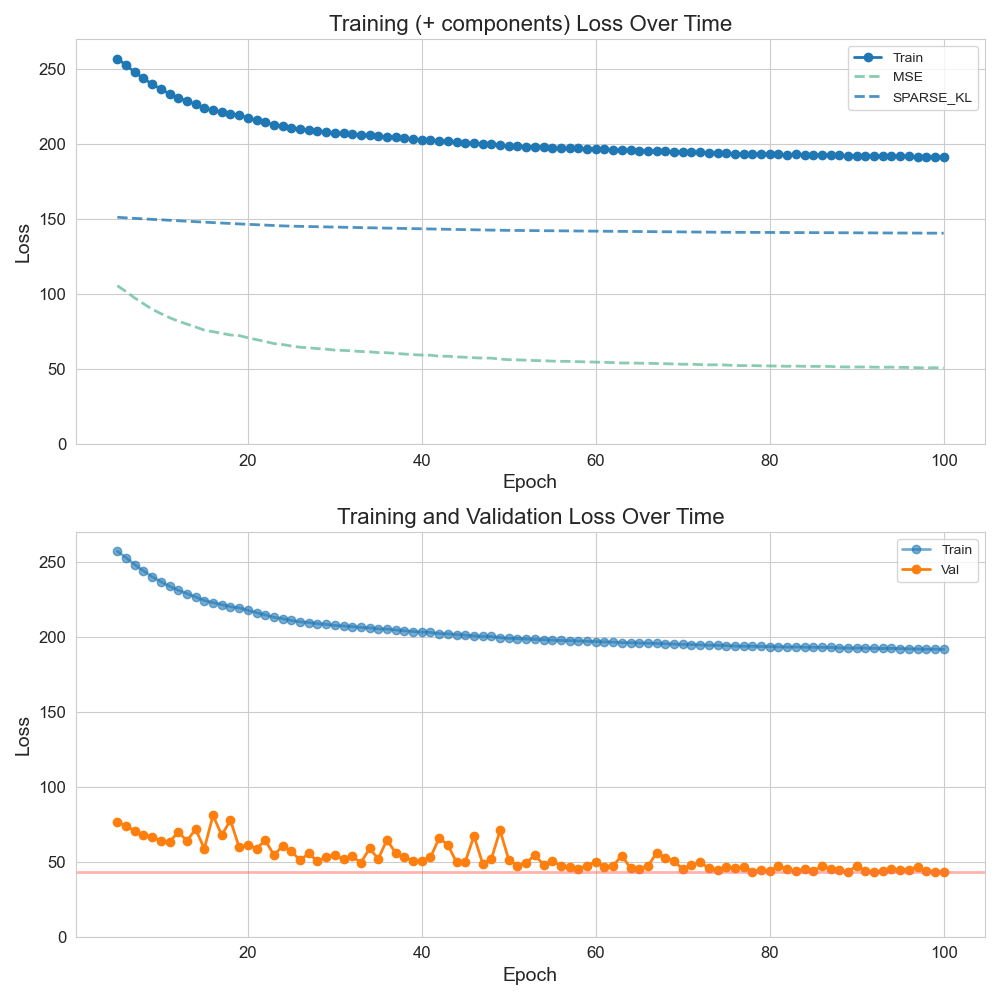 Training (+ components) Loss Over Time
Train
MSE
SPARSE_KL
250
200
150
100
50
0
Loss
20
40
60
80
100
Epoch
Training and Validation Loss Over Time
Train
Val
250
200
150
100
50
0
Loss
20
40
60
80
100
Epoch